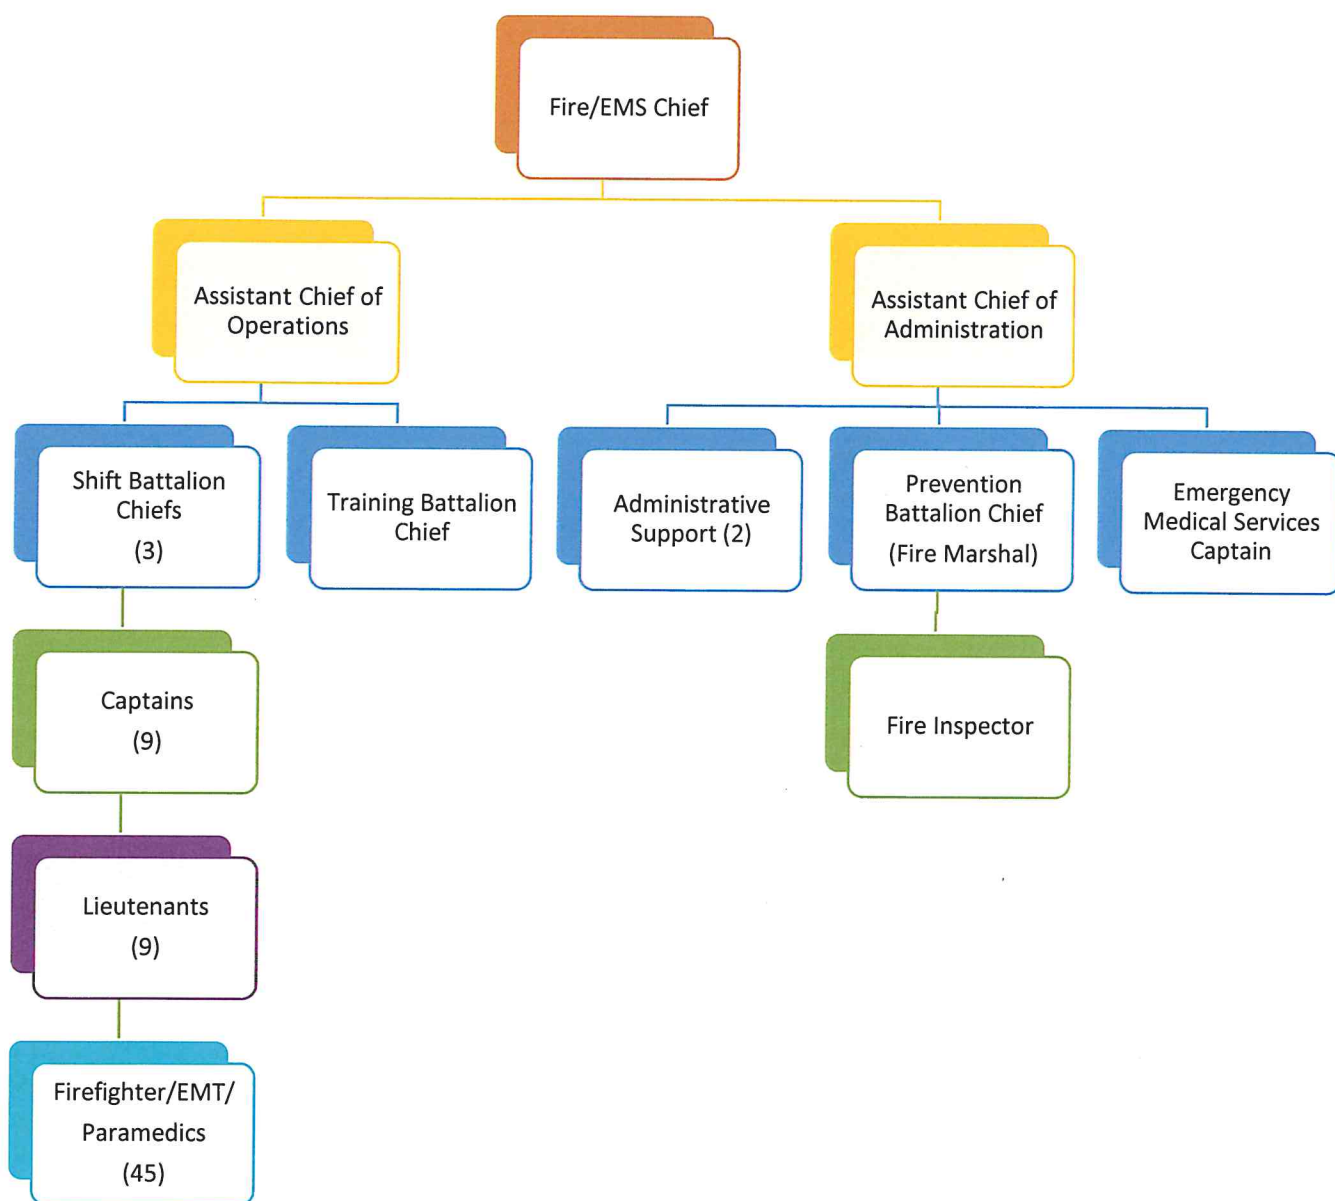 Fire/EMS Chief
Assistant Chief of
Operations
Assistant Chief of
Administration
Shift Battalion
Chiefs
(3)
Training Battalion
Chief
Administrative
Support (2)
Prevention
Battalion Chief
(Fire Marshal)
Emergency
Medical Services
Captain
Captains
(9)
Fire Inspector
Lieutenants
(9)
Firefighter/EMT/
Paramedics
(45)